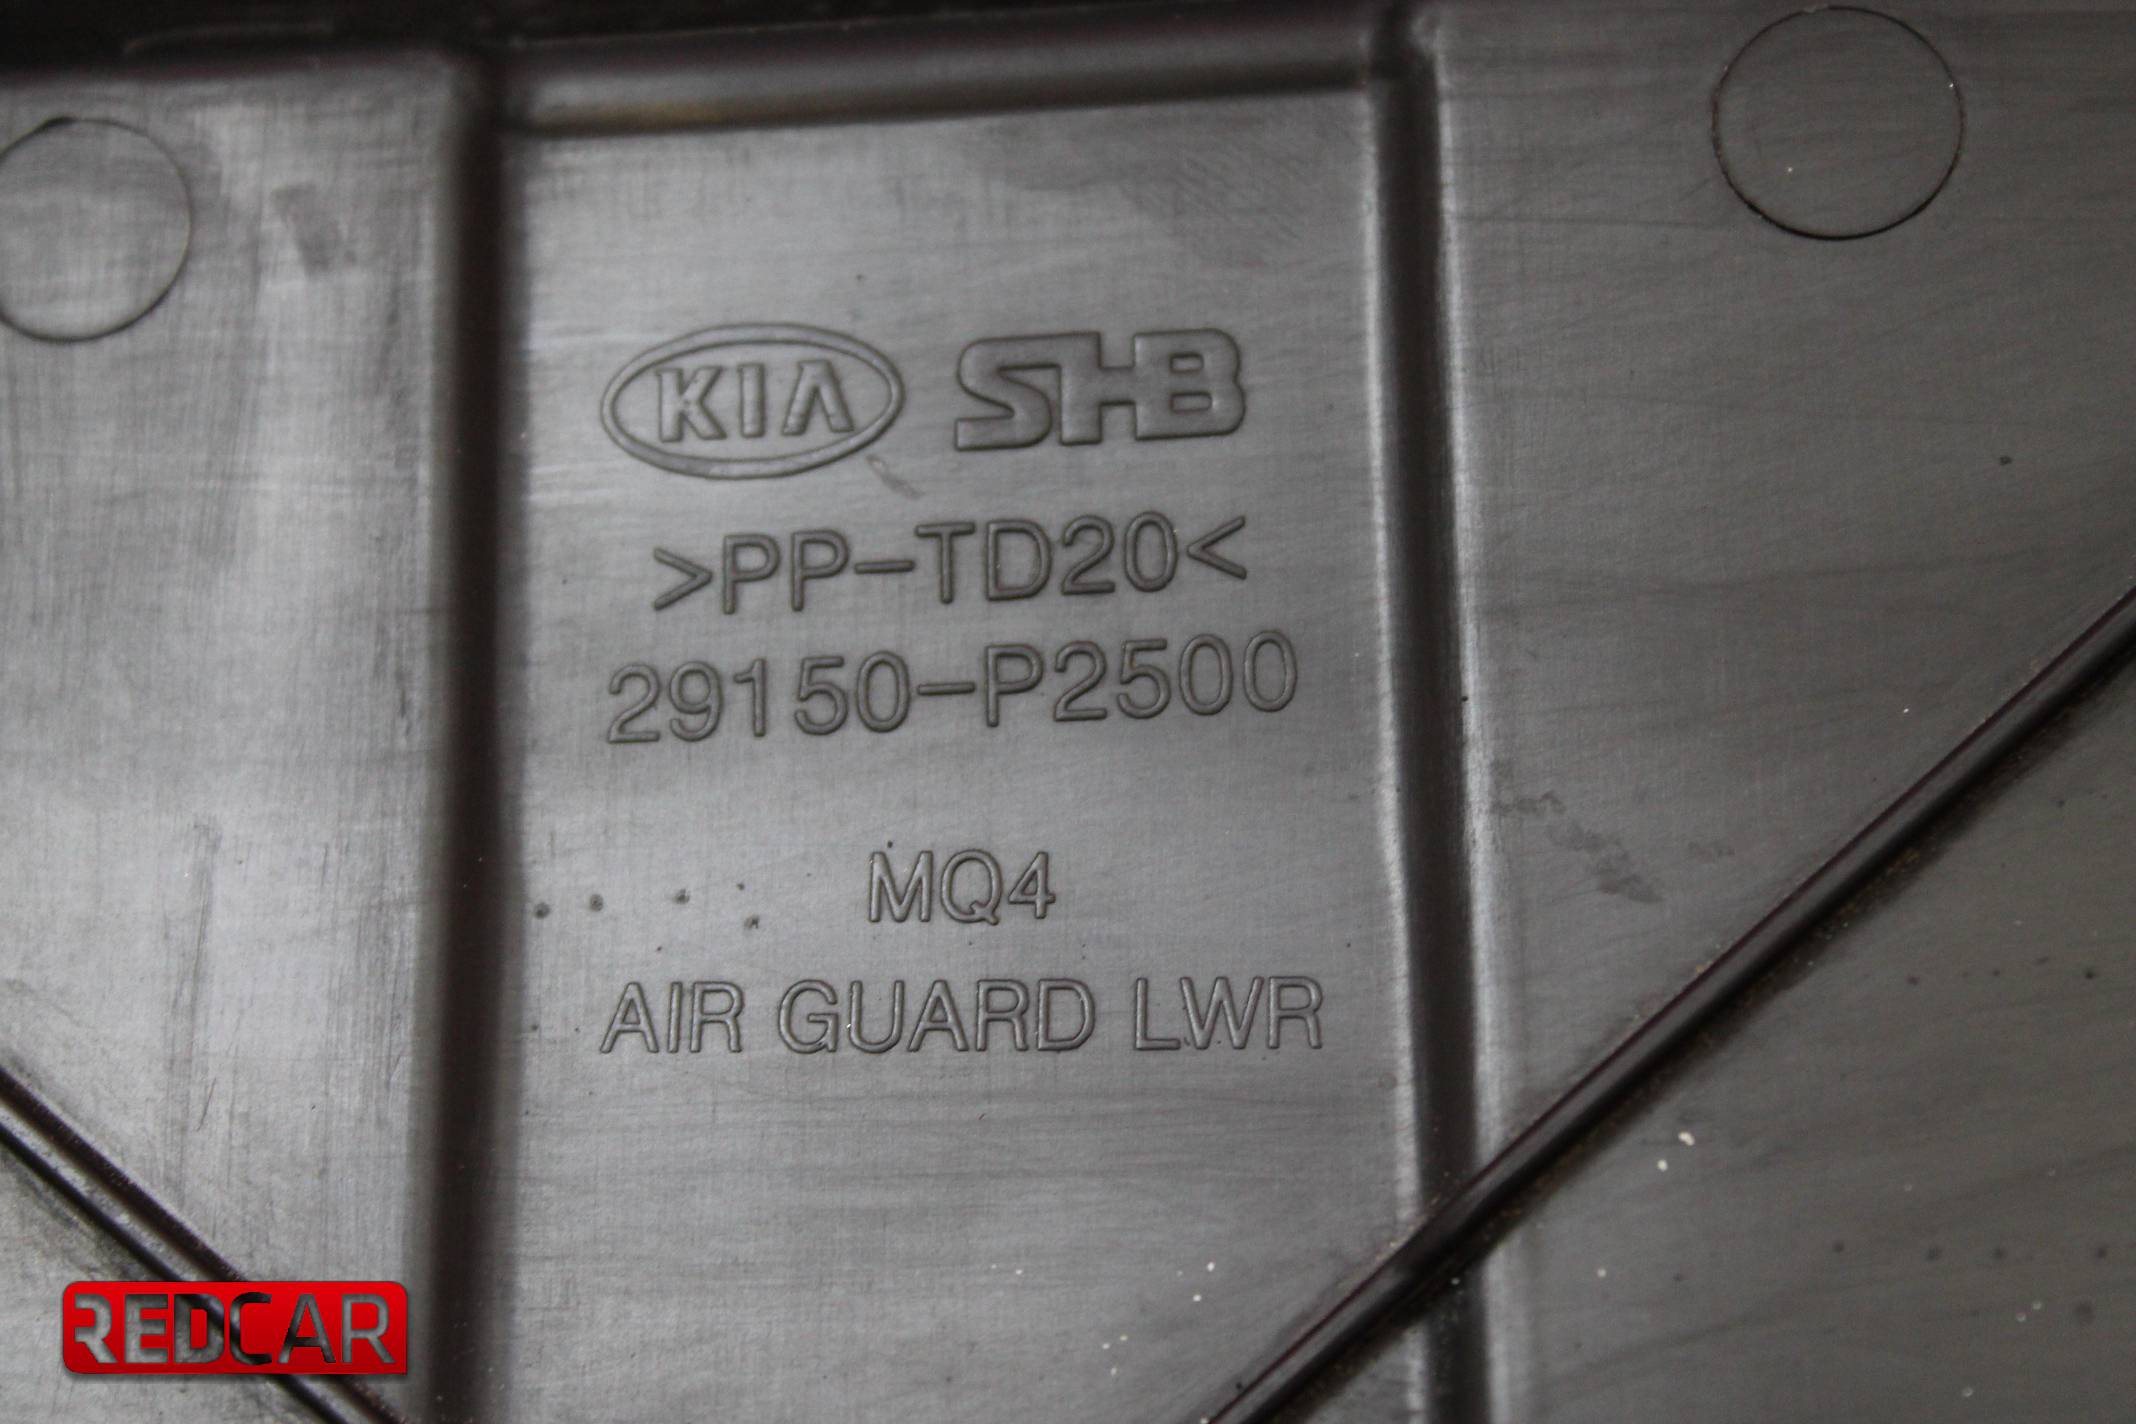 KIA SHB
>PP-TD20<
29150-P2500
MQ4
AIR GUARD LWR
REDCAR